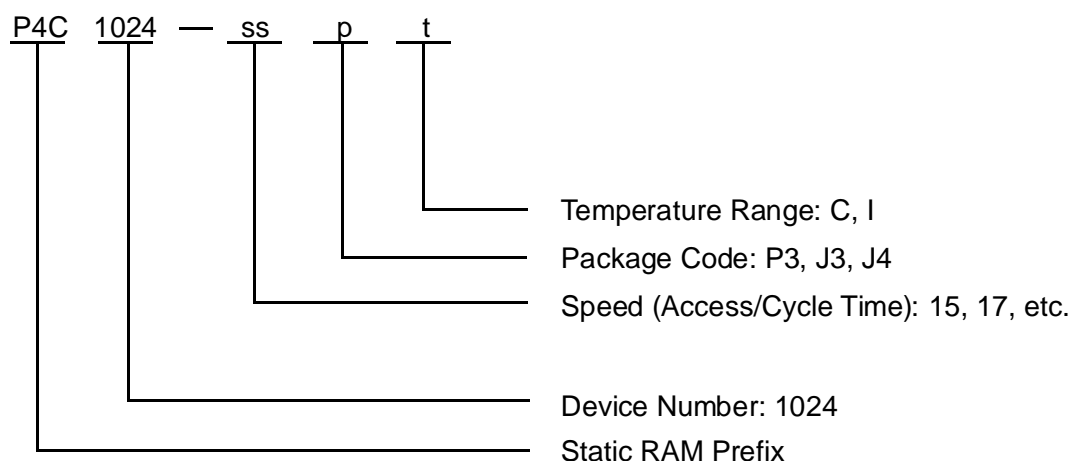 P4C 1024 — ss p t
Temperature Range: C, I
Package Code: P3, J3, J4
Speed (Access/Cycle Time): 15, 17, etc.
Device Number: 1024
Static RAM Prefix